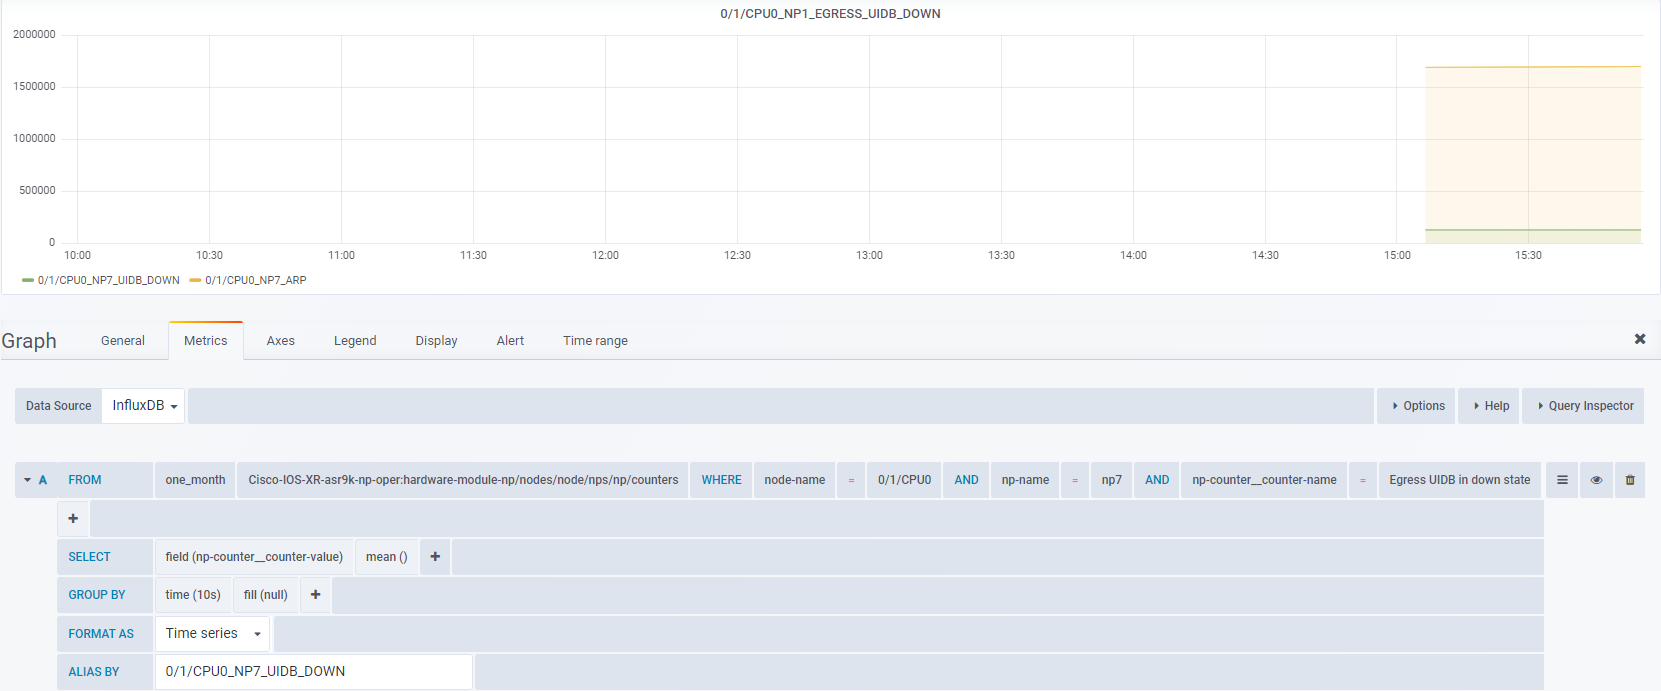 0/1/CPU0_NP1_EGRESS_UIDB_DOWN
2000000
1500000
1000000
500000
0
10:00 10:30 11:00 11:30 12:00 12:30 13:00 13:30 14:00 14:30 15:00 15:30
0/1/CPU0_NP7_UIDB_DOWN 0/1/CPU0_NP7_ARP
Graph General Metrics Axes Legend Display Alert Time range
Data Source InfluxDB Options Help Query Inspector
A FROM one_month Cisco-IOS-XR-asr9k-np-oper:hardware-module-np/nodes/node/nps/np/counters WHERE node-name = 0/1/CPU0 AND np-name = np7 AND np-counter__counter-name = Egress UIDB in down state
+
SELECT field (np-counter__counter-value) mean () +
GROUP BY time (10s) fill (null) +
FORMAT AS Time series
ALIAS BY 0/1/CPU0_NP7_UIDB_DOWN